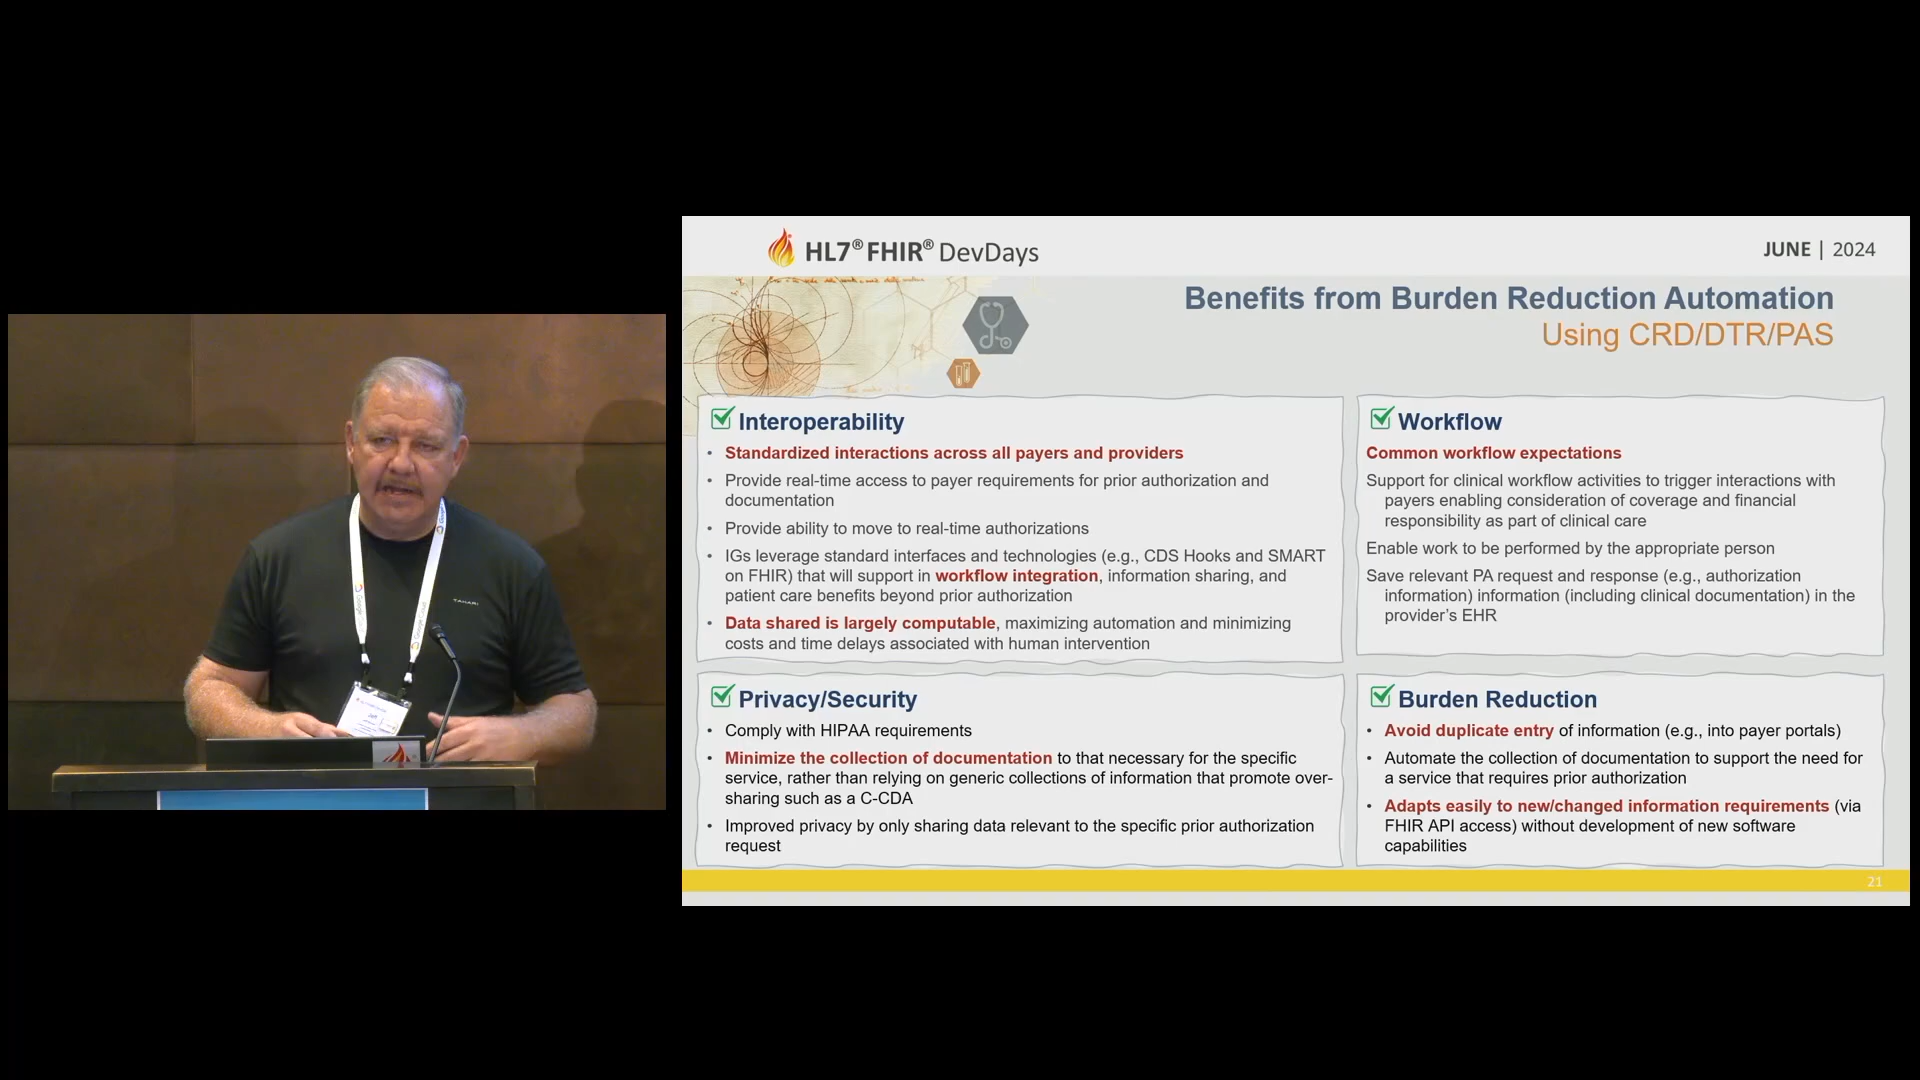 HL7® FHIR® DevDays
JUNE | 2024
Benefits from Burden Reduction Automation
Using CRD/DTR/PAS
Interoperability
• Standardized interactions across all payers and providers
• Provide real-time access to payer requirements for prior authorization and
documentation
• Provide ability to move to real-time authorizations
• IGs leverage standard interfaces and technologies (e.g., CDS Hooks and SMART
on FHIR) that will support in workflow integration, information sharing, and
patient care benefits beyond prior authorization
• Data shared is largely computable, maximizing automation and minimizing
costs and time delays associated with human intervention
Workflow
Common workflow expectations
Support for clinical workflow activities to trigger interactions with
payers enabling consideration of coverage and financial
responsibility as part of clinical care
Enable work to be performed by the appropriate person
Save relevant PA request and response (e.g., authorization
information) information (including clinical documentation) in the
provider’s EHR
Privacy/Security
• Comply with HIPAA requirements
• Minimize the collection of documentation to that necessary for the specific
service, rather than relying on generic collections of information that promote over-
sharing such as a C-CDA
• Improved privacy by only sharing data relevant to the specific prior authorization
request
Burden Reduction
• Avoid duplicate entry of information (e.g., into payer portals)
• Automate the collection of documentation to support the need for
a service that requires prior authorization
• Adapts easily to new/changed information requirements (via
FHIR API access) without development of new software
capabilities
21
TAHARI
Google